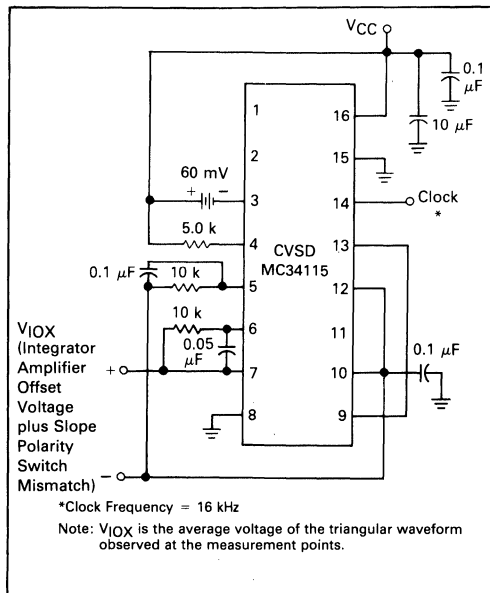 VCC
0.1
μF
10 μF
1
16
2
15
60 mV
+ −
3
14
Clock
*
5.0 k
4
CVSD
MC34115
13
0.1 μF
10 k
5
12
10 k
6
11
0.05
μF
0.1 μF
VIOX
(Integrator
Amplifier
Offset
Voltage
plus Slope
Polarity
Switch
Mismatch)
+
7
10
8
9
−
*Clock Frequency = 16 kHz
Note: VIOX is the average voltage of the triangular waveform
observed at the measurement points.